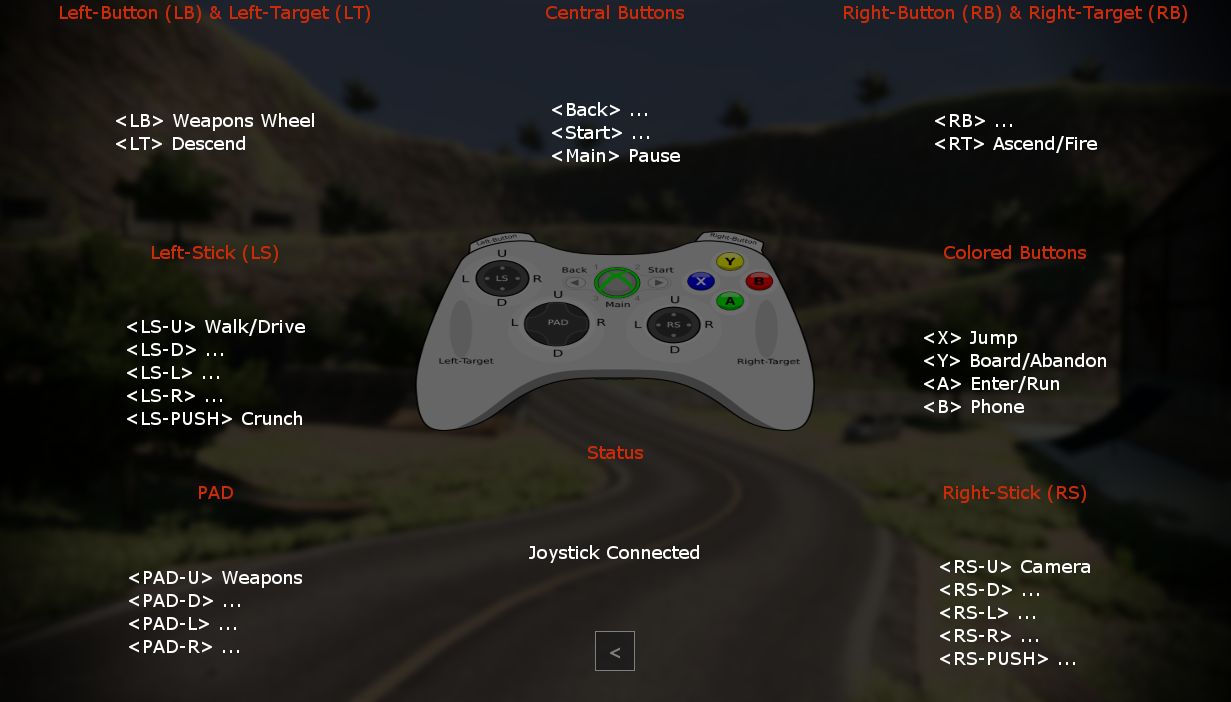 Left-Button (LB) & Left-Target (LT)
Central Buttons
Right-Button (RB) & Right-Target (RB)
<LB> Weapons Wheel
<LT> Descend
<Back> ...
<Start> ...
<Main> Pause
<RB> ...
<RT> Ascend/Fire
Left-Stick (LS)
<LS-U> Walk/Drive
<LS-D> ...
<LS-L> ...
<LS-R> ...
<LS-PUSH> Crunch
Left-Button
Right-Button
U
L LS R
D
Back 1 2 Start
3 Main 4
Y
X B
A
U
L PAD R
D
U
L RS R
D
Left-Target
Right-Target
Colored Buttons
<X> Jump
<Y> Board/Abandon
<A> Enter/Run
<B> Phone
Status
Joystick Connected
<
PAD
<PAD-U> Weapons
<PAD-D> ...
<PAD-L> ...
<PAD-R> ...
Right-Stick (RS)
<RS-U> Camera
<RS-D> ...
<RS-L> ...
<RS-R> ...
<RS-PUSH> ...